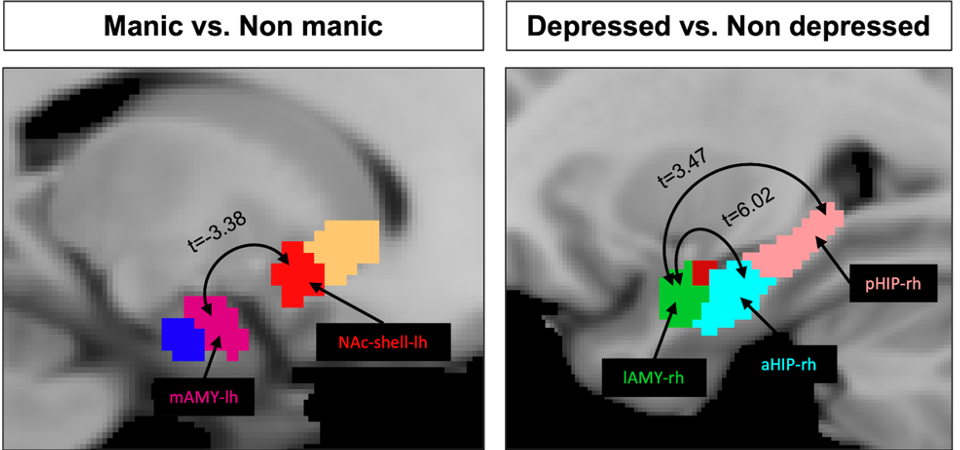 Manic vs. Non manic
Depressed vs. Non depressed
t=-3.38
NAc-shell-lh
mAMY-lh
t=3.47
t=6.02
pHIP-rh
aHIP-rh
lAMY-rh